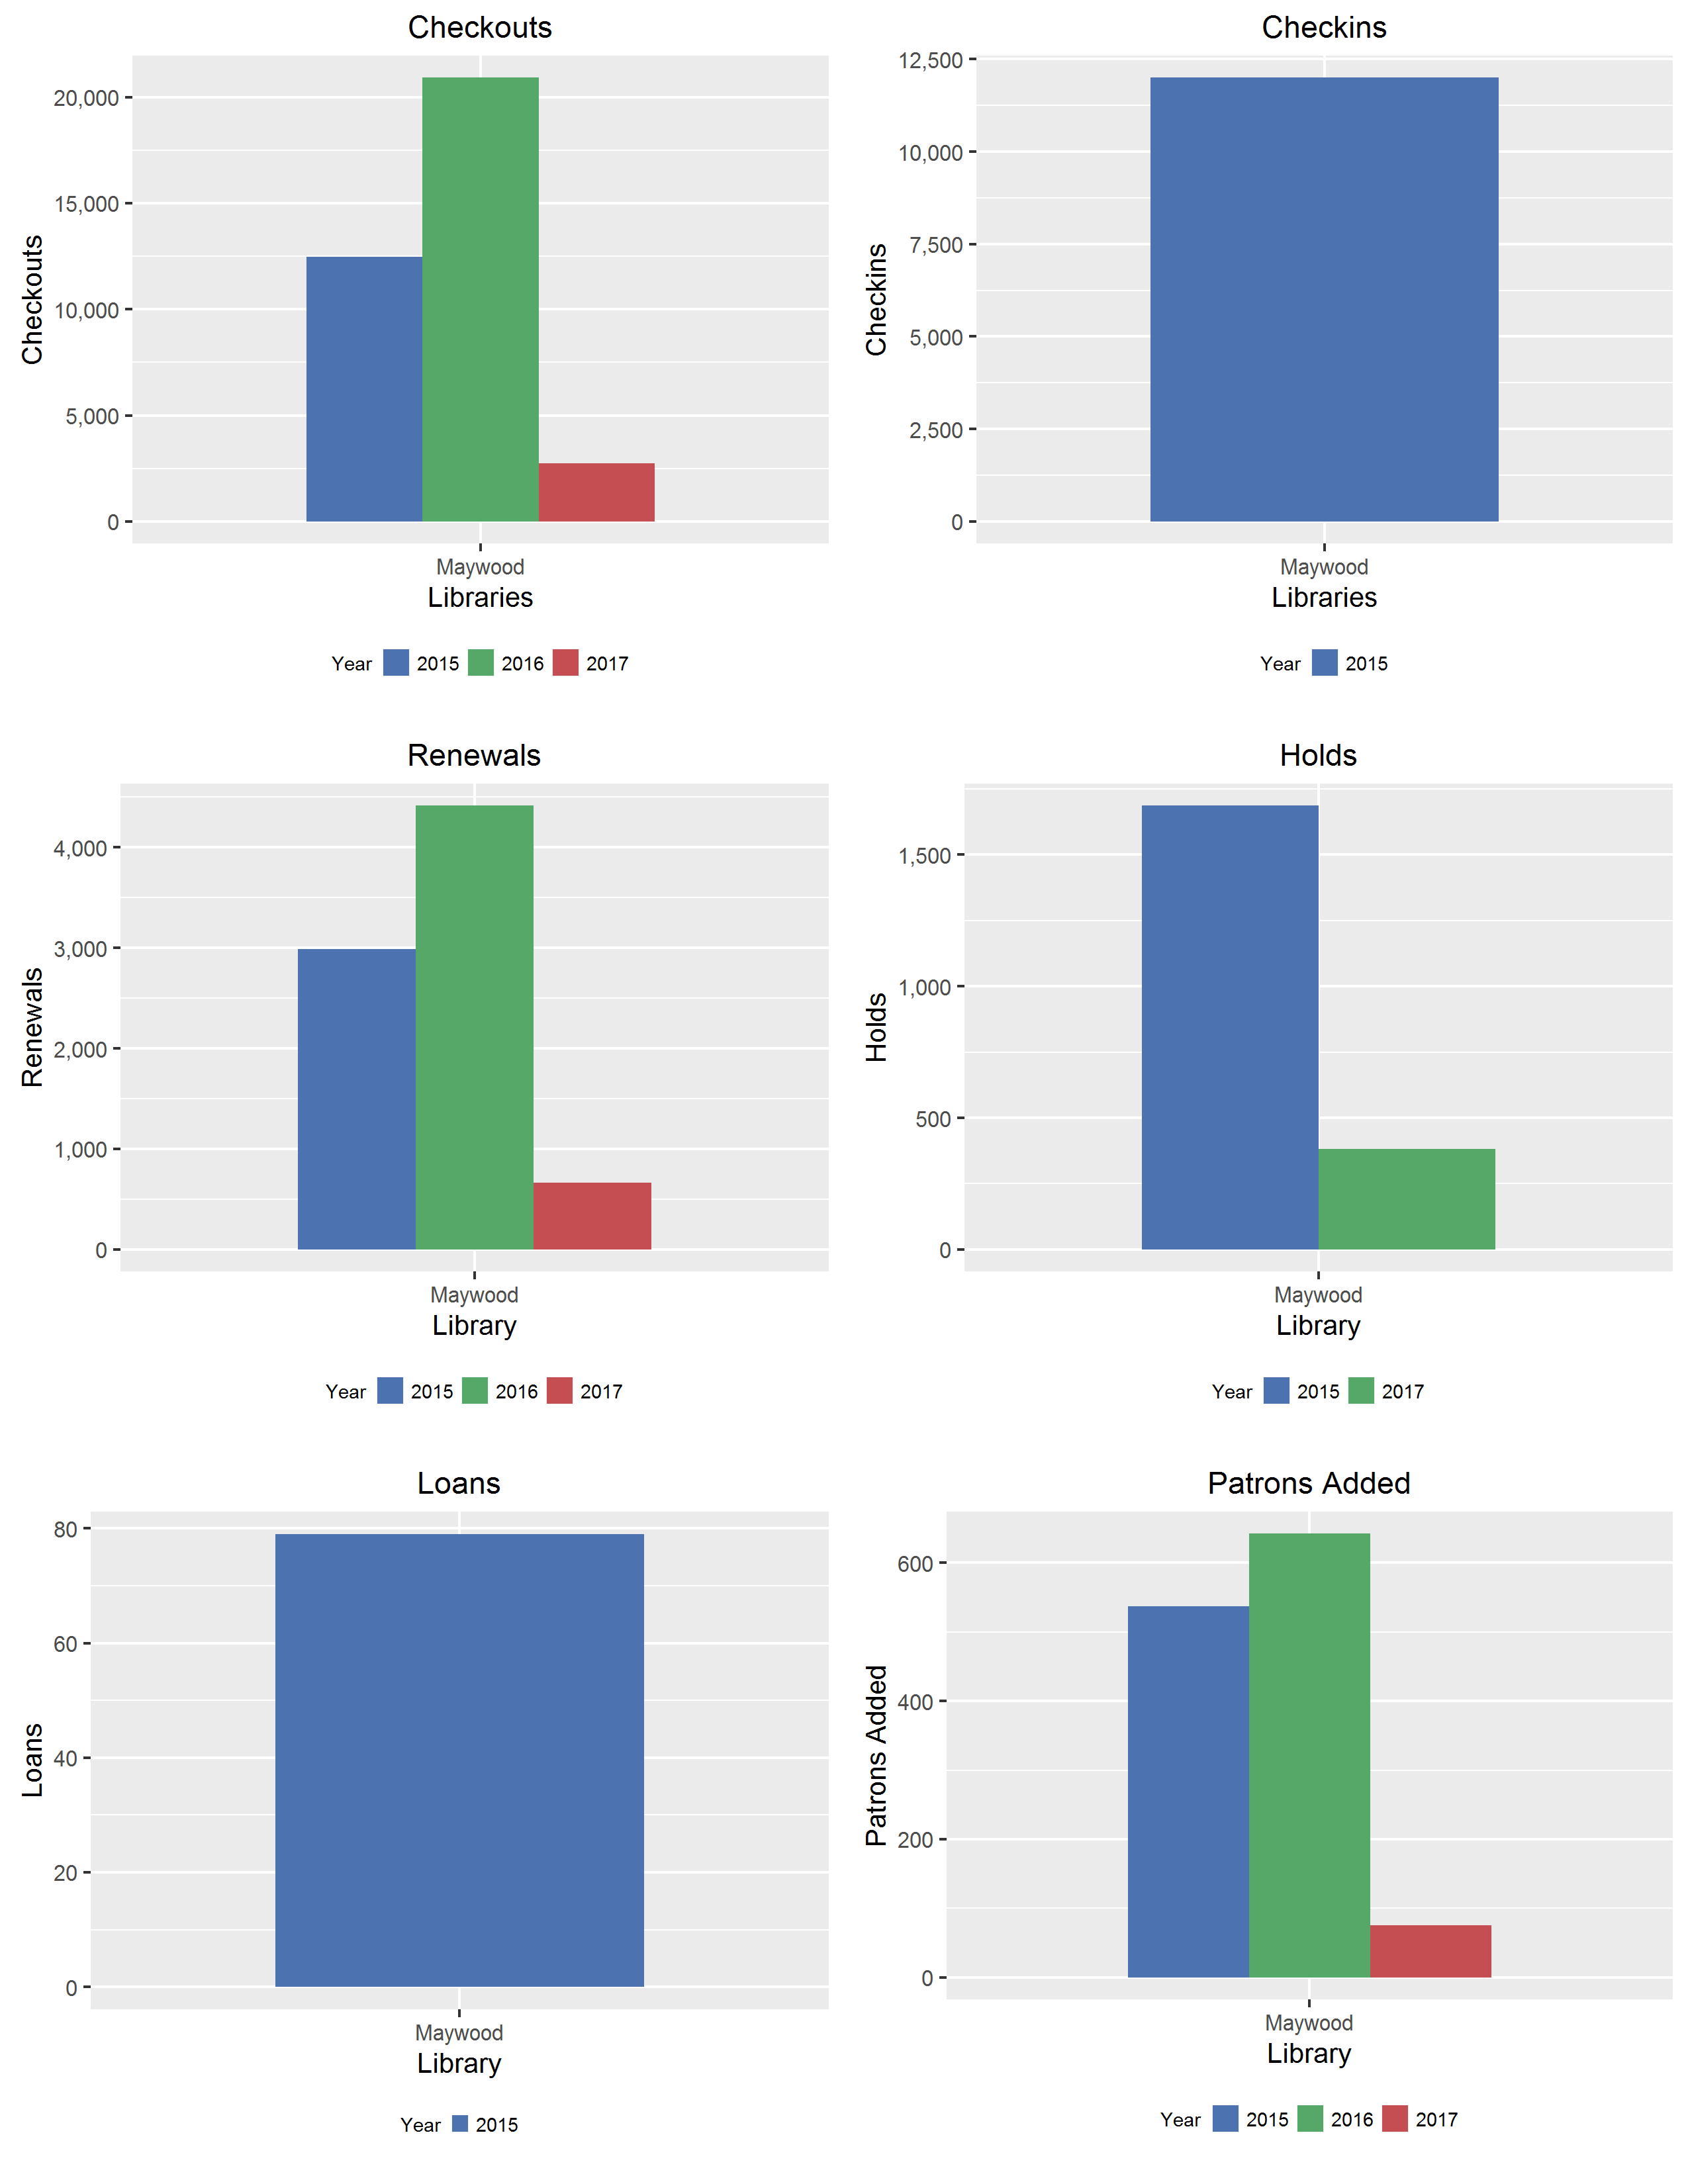 Checkouts
20,000
15,000
10,000
5,000
0
Checkouts
Maywood
Libraries
Year 2015 2016 2017
Checkins
12,500
10,000
7,500
5,000
2,500
0
Checkins
Maywood
Libraries
Year 2015
Renewals
4,000
3,000
2,000
1,000
0
Renewals
Maywood
Library
Year 2015 2016 2017
Holds
1,500
1,000
500
0
Holds
Maywood
Library
Year 2015 2017
Loans
80
60
40
20
0
Loans
Maywood
Library
Year 2015
Patrons Added
600
400
200
0
Patrons Added
Maywood
Library
Year 2015 2016 2017